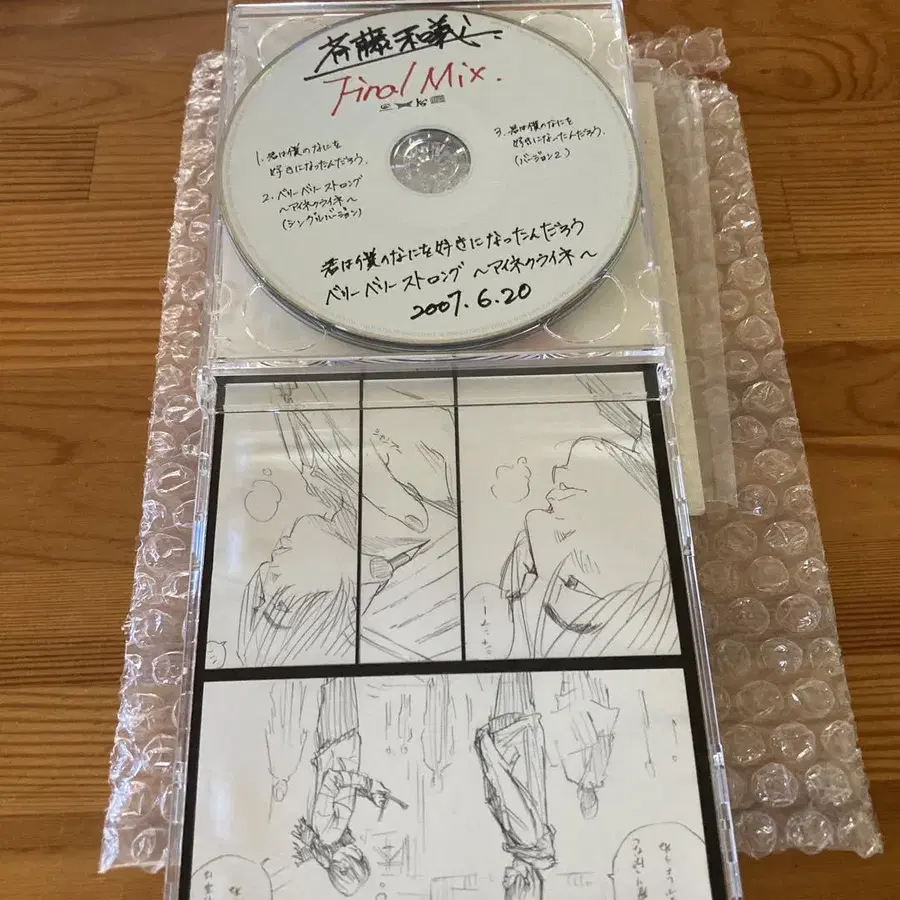 斉藤和義
Final Mix.
1. 君は僕のなにを
好きになったんだろう.
2. ベリー ベリー ストロング
～アイネクライネ～
(シングルバージョン)
3. 君は僕のなにを
好きになったんだろう.
(バージョン2)
君は僕のなにを好きになったんだろう
ベリー ベリー ストロング ～アイネクライネ～
2007. 6. 20